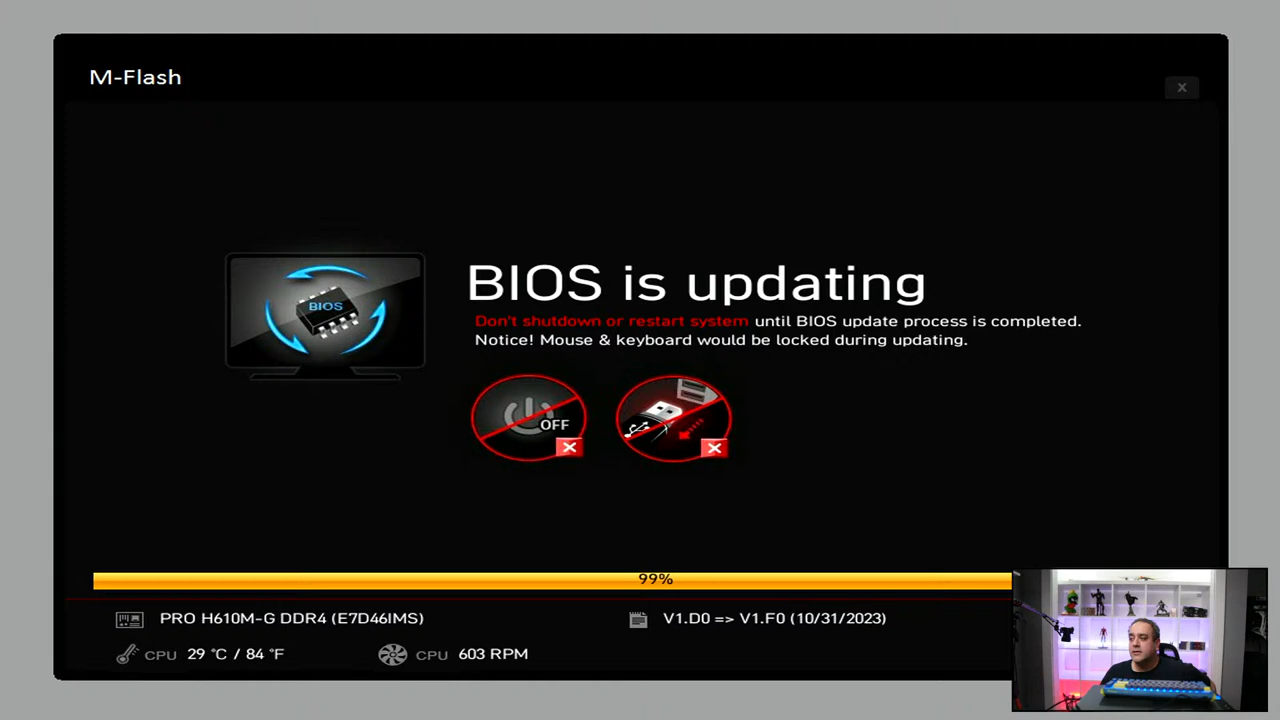 M-Flash
X
BIOS is updating
BIOS
Don't shutdown or restart system until BIOS update process is completed.
Notice! Mouse & keyboard would be locked during updating.
OFF
99%
PRO H610M-G DDR4 (E7D46IMS)
V1.D0 => V1.F0 (10/31/2023)
CPU 29 °C / 84 °F
CPU 603 RPM